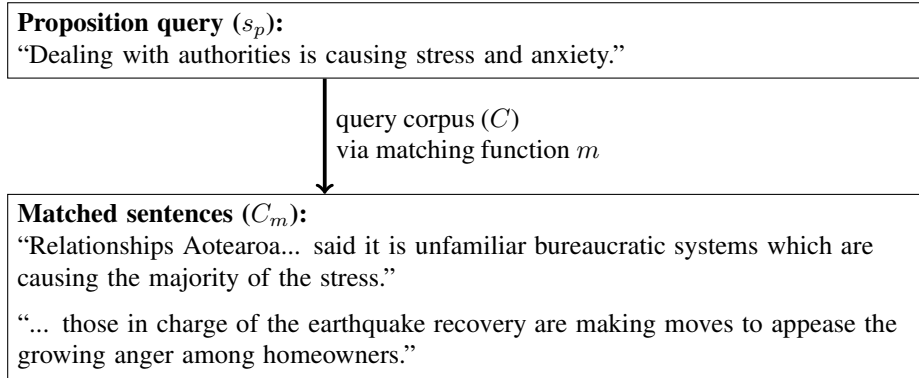 Proposition query (s_p):
“Dealing with authorities is causing stress and anxiety.”
query corpus (C)
via matching function m
Matched sentences (C_m):
“Relationships Aotearoa... said it is unfamiliar bureaucratic systems which are
causing the majority of the stress.”
“... those in charge of the earthquake recovery are making moves to appease the
growing anger among homeowners.”